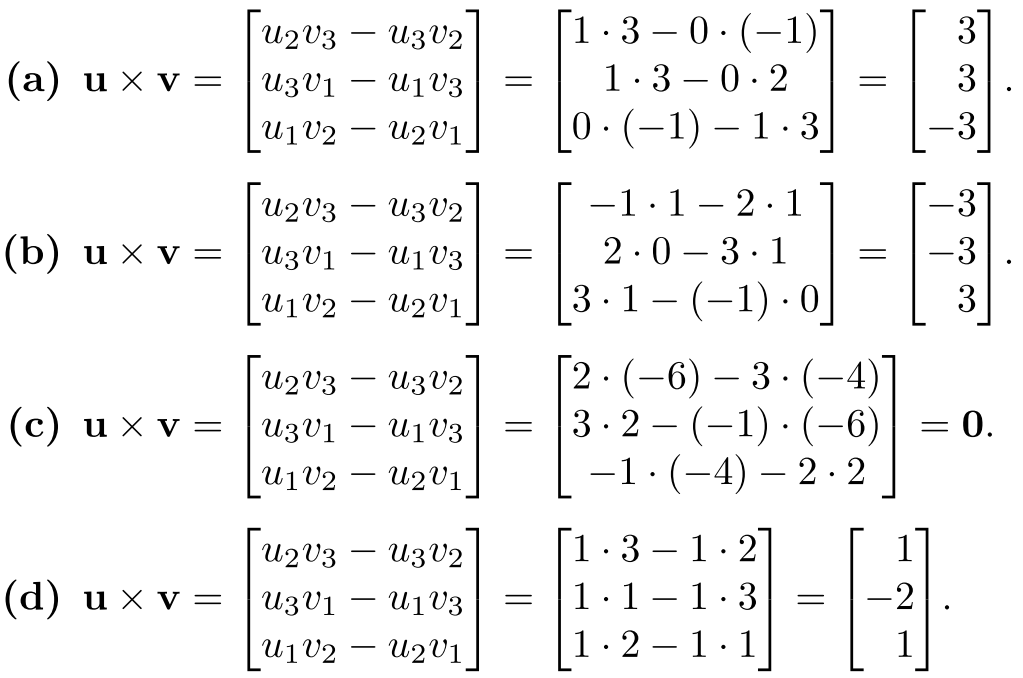 (a) u × v = [u₂v₃ − u₃v₂; u₃v₁ − u₁v₃; u₁v₂ − u₂v₁] = [1 · 3 − 0 · (−1); 1 · 3 − 0 · 2; 0 · (−1) − 1 · 3] = [3; 3; −3].
(b) u × v = [u₂v₃ − u₃v₂; u₃v₁ − u₁v₃; u₁v₂ − u₂v₁] = [−1 · 1 − 2 · 1; 2 · 0 − 3 · 1; 3 · 1 − (−1) · 0] = [−3; −3; 3].
(c) u × v = [u₂v₃ − u₃v₂; u₃v₁ − u₁v₃; u₁v₂ − u₂v₁] = [2 · (−6) − 3 · (−4); 3 · 2 − (−1) · (−6); −1 · (−4) − 2 · 2] = 0.
(d) u × v = [u₂v₃ − u₃v₂; u₃v₁ − u₁v₃; u₁v₂ − u₂v₁] = [1 · 3 − 1 · 2; 1 · 1 − 1 · 3; 1 · 2 − 1 · 1] = [1; −2; 1].